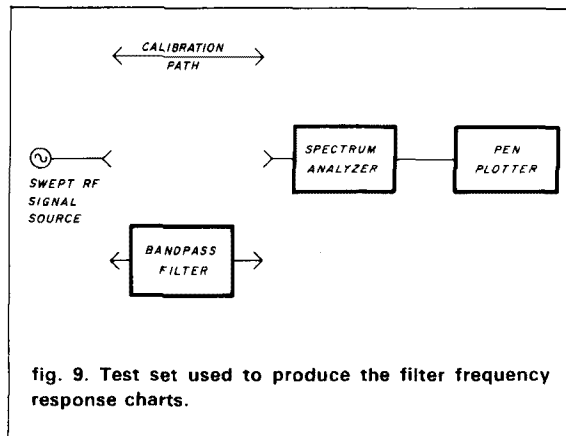 CALIBRATION
PATH
SWEPT RF
SIGNAL
SOURCE
SPECTRUM
ANALYZER
PEN
PLOTTER
BANDPASS
FILTER
fig. 9. Test set used to produce the filter frequency
response charts.